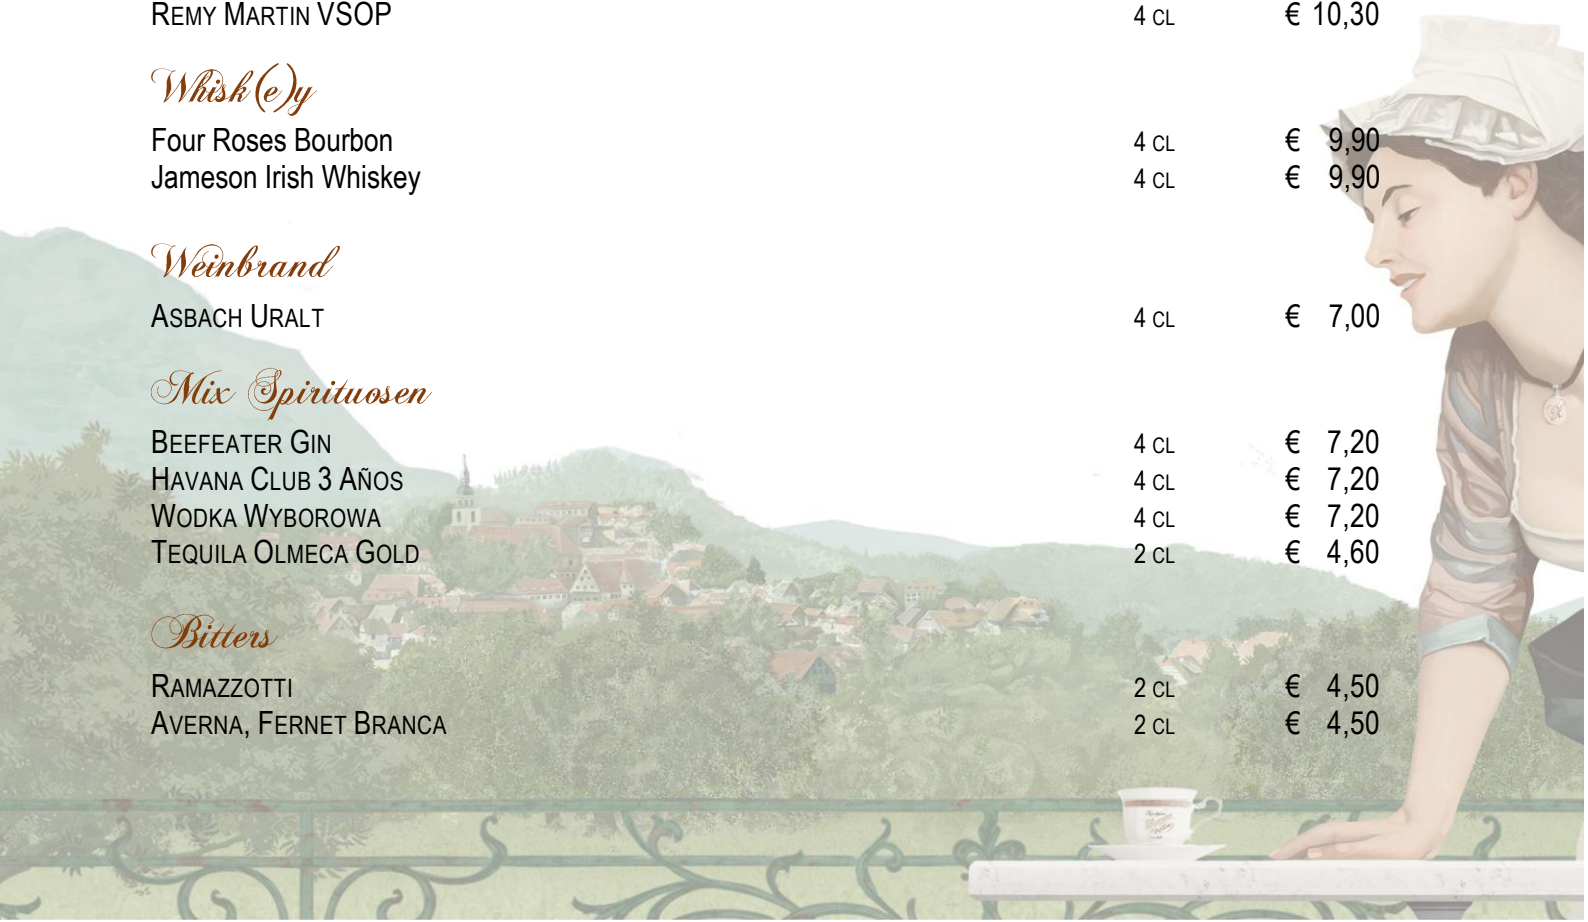 REMY MARTIN VSOP 4 CL € 10,30
Whisk(e)y
Four Roses Bourbon 4 CL € 9,90
Jameson Irish Whiskey 4 CL € 9,90
Weinbrand
ASBACH URALT 4 CL € 7,00
Mix Spirituosen
BEEFEATER GIN 4 CL € 7,20
HAVANA CLUB 3 AÑOS 4 CL € 7,20
WODKA WYBOROWA 4 CL € 7,20
TEQUILA OLMECA GOLD 2 CL € 4,60
Bitters
RAMAZZOTTI 2 CL € 4,50
AVERNA, FERNET BRANCA 2 CL € 4,50